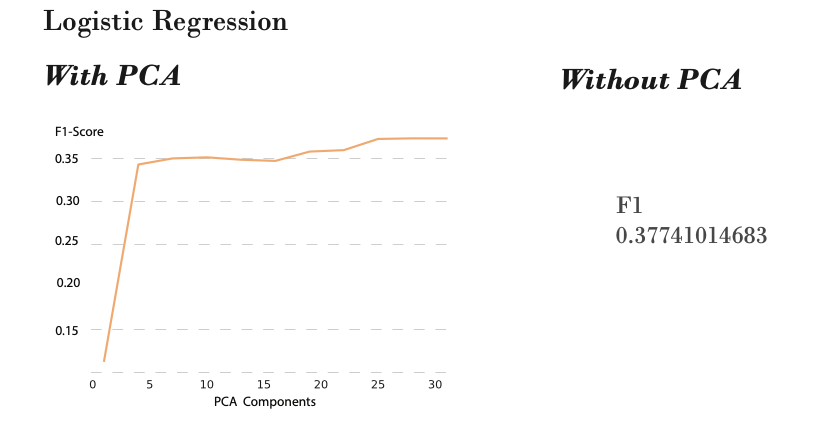 Logistic Regression
With PCA
Without PCA
F1-Score
0.35
0.30
0.25
0.20
0.15
0 5 10 15 20 25 30
PCA Components
F1
0.37741014683